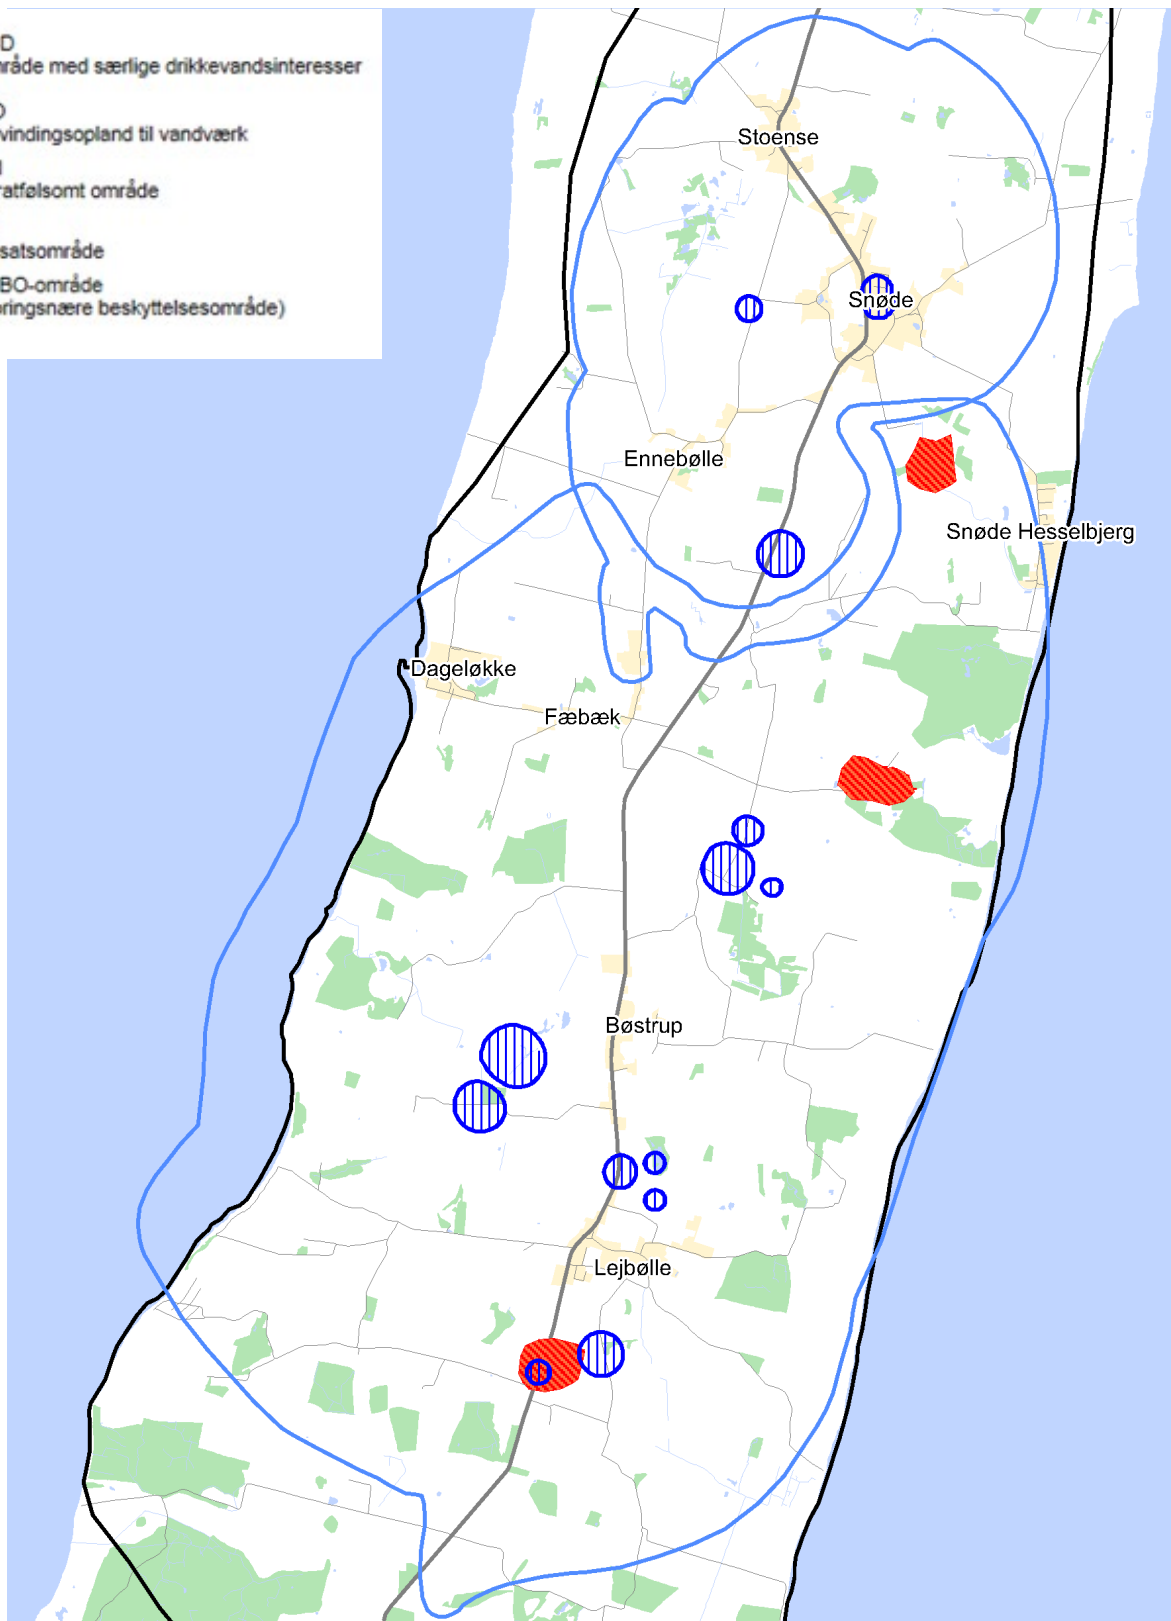 D
råde med særlige drikkevandsinteresser
vindingsopland til vandværk
ratfølsomt område
satsområde
BO-område
oringsnære beskyttelsesområde)
Stoense
Snøde
Ennebølle
Snøde Hesselbjerg
Dageløkke
Fæbæk
Bøstrup
Lejbølle